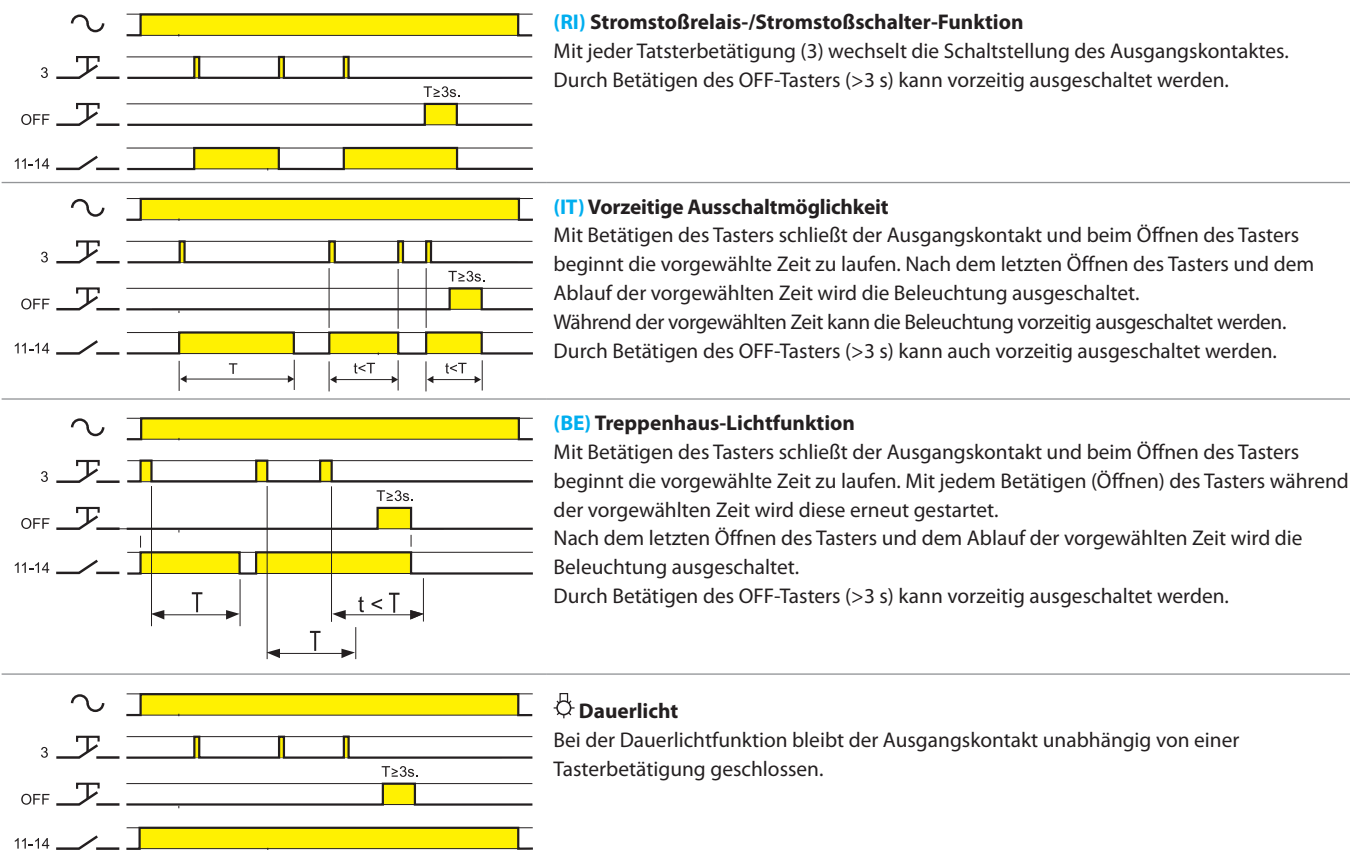 (RI) Stromstoßrelais-/Stromstoßschalter-Funktion
Mit jeder Tatsterbetätigung (3) wechselt die Schaltstellung des Ausgangskontaktes.
Durch Betätigen des OFF-Tasters (>3 s) kann vorzeitig ausgeschaltet werden.
3
T≥3s.
OFF
11-14
(IT) Vorzeitige Ausschaltmöglichkeit
Mit Betätigen des Tasters schließt der Ausgangskontakt und beim Öffnen des Tasters
beginnt die vorgewählte Zeit zu laufen. Nach dem letzten Öffnen des Tasters und dem
Ablauf der vorgewählten Zeit wird die Beleuchtung ausgeschaltet.
Während der vorgewählten Zeit kann die Beleuchtung vorzeitig ausgeschaltet werden.
Durch Betätigen des OFF-Tasters (>3 s) kann auch vorzeitig ausgeschaltet werden.
3
T≥3s.
OFF
11-14
T t<T t<T
(BE) Treppenhaus-Lichtfunktion
Mit Betätigen des Tasters schließt der Ausgangskontakt und beim Öffnen des Tasters
beginnt die vorgewählte Zeit zu laufen. Mit jedem Betätigen (Öffnen) des Tasters während
der vorgewählten Zeit wird diese erneut gestartet.
Nach dem letzten Öffnen des Tasters und dem Ablauf der vorgewählten Zeit wird die
Beleuchtung ausgeschaltet.
Durch Betätigen des OFF-Tasters (>3 s) kann vorzeitig ausgeschaltet werden.
3
T≥3s.
OFF
11-14
T t < T
T
Dauerlicht
Bei der Dauerlichtfunktion bleibt der Ausgangskontakt unabhängig von einer
Tasterbetätigung geschlossen.
3
T≥3s.
OFF
11-14